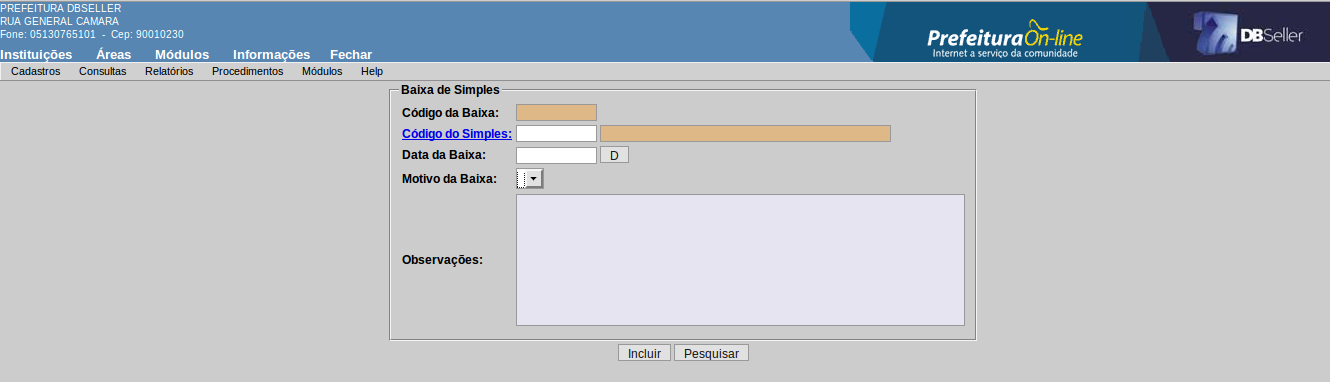 PREFEITURA DBSELLER
RUA GENERAL CAMARA
Fone: 05130765101 - Cep: 90010230
Prefeitura On-line
Internet a serviço da comunidade
DBSeller
Instituições Áreas Módulos Informações Fechar
Cadastros Consultas Relatórios Procedimentos Módulos Help
Baixa de Simples
Código da Baixa:
Código do Simples:
Data da Baixa: D
Motivo da Baixa:
Observações:
Incluir Pesquisar